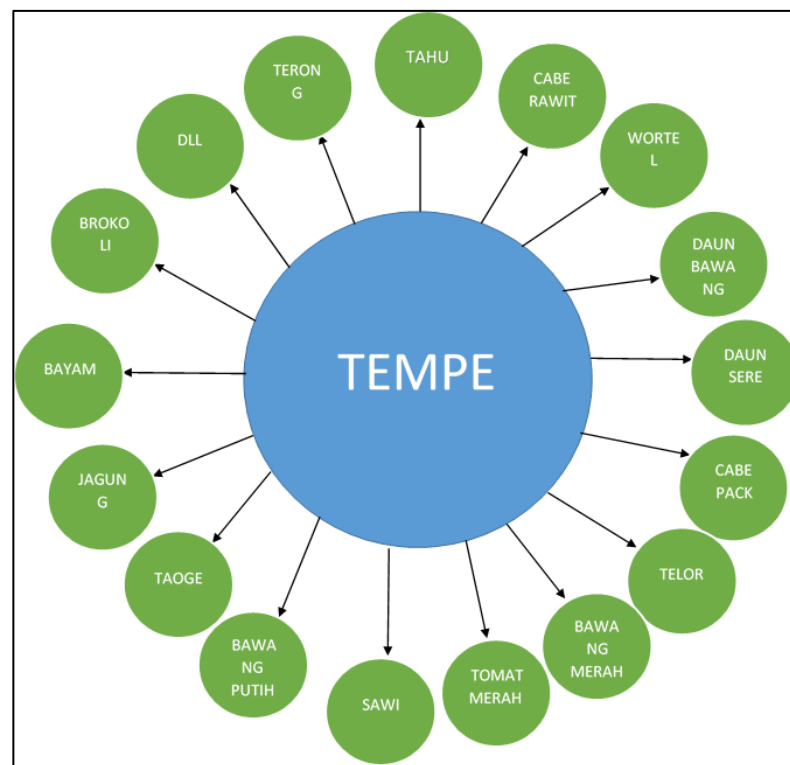 TEMPE
TAHU
CABE
RAWIT
WORTE
L
DAUN
BAWA
NG
DAUN
SERE
CABE
PACK
TELOR
BAWA
NG
MERAH
TOMAT
MERAH
SAWI
BAWA
NG
PUTIH
TAOGE
JAGUN
G
BAYAM
BROKO
LI
DLL
TERON
G